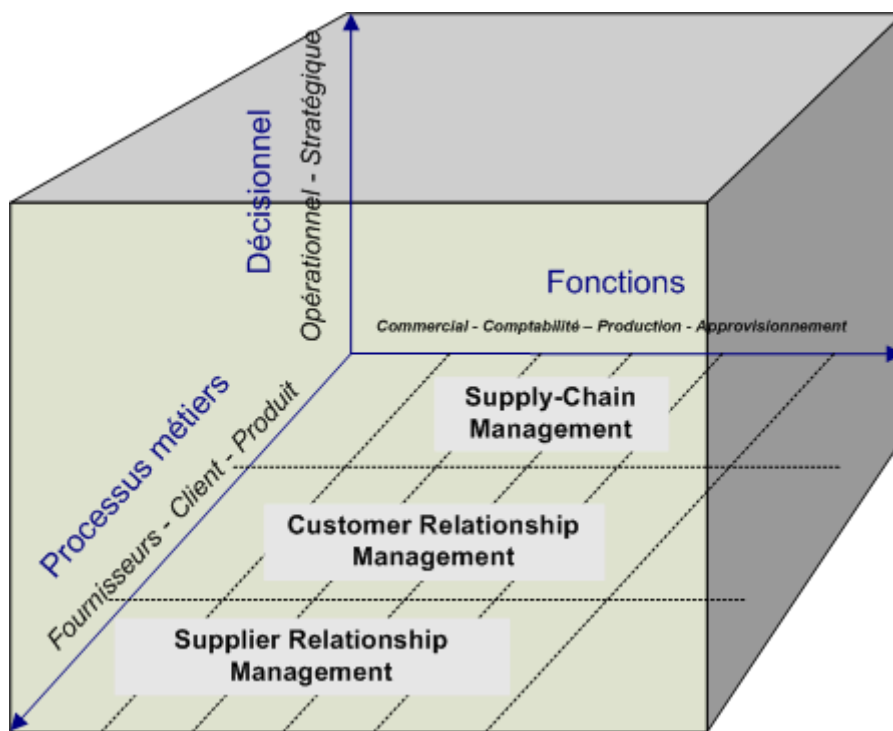 Décisionnel
Opérationnel - Stratégique
Fonctions
Commercial - Comptabilité – Production - Approvisionnement
Processus métiers
Fournisseurs - Client - Produit
Supply-Chain
Management
Customer Relationship
Management
Supplier Relationship
Management